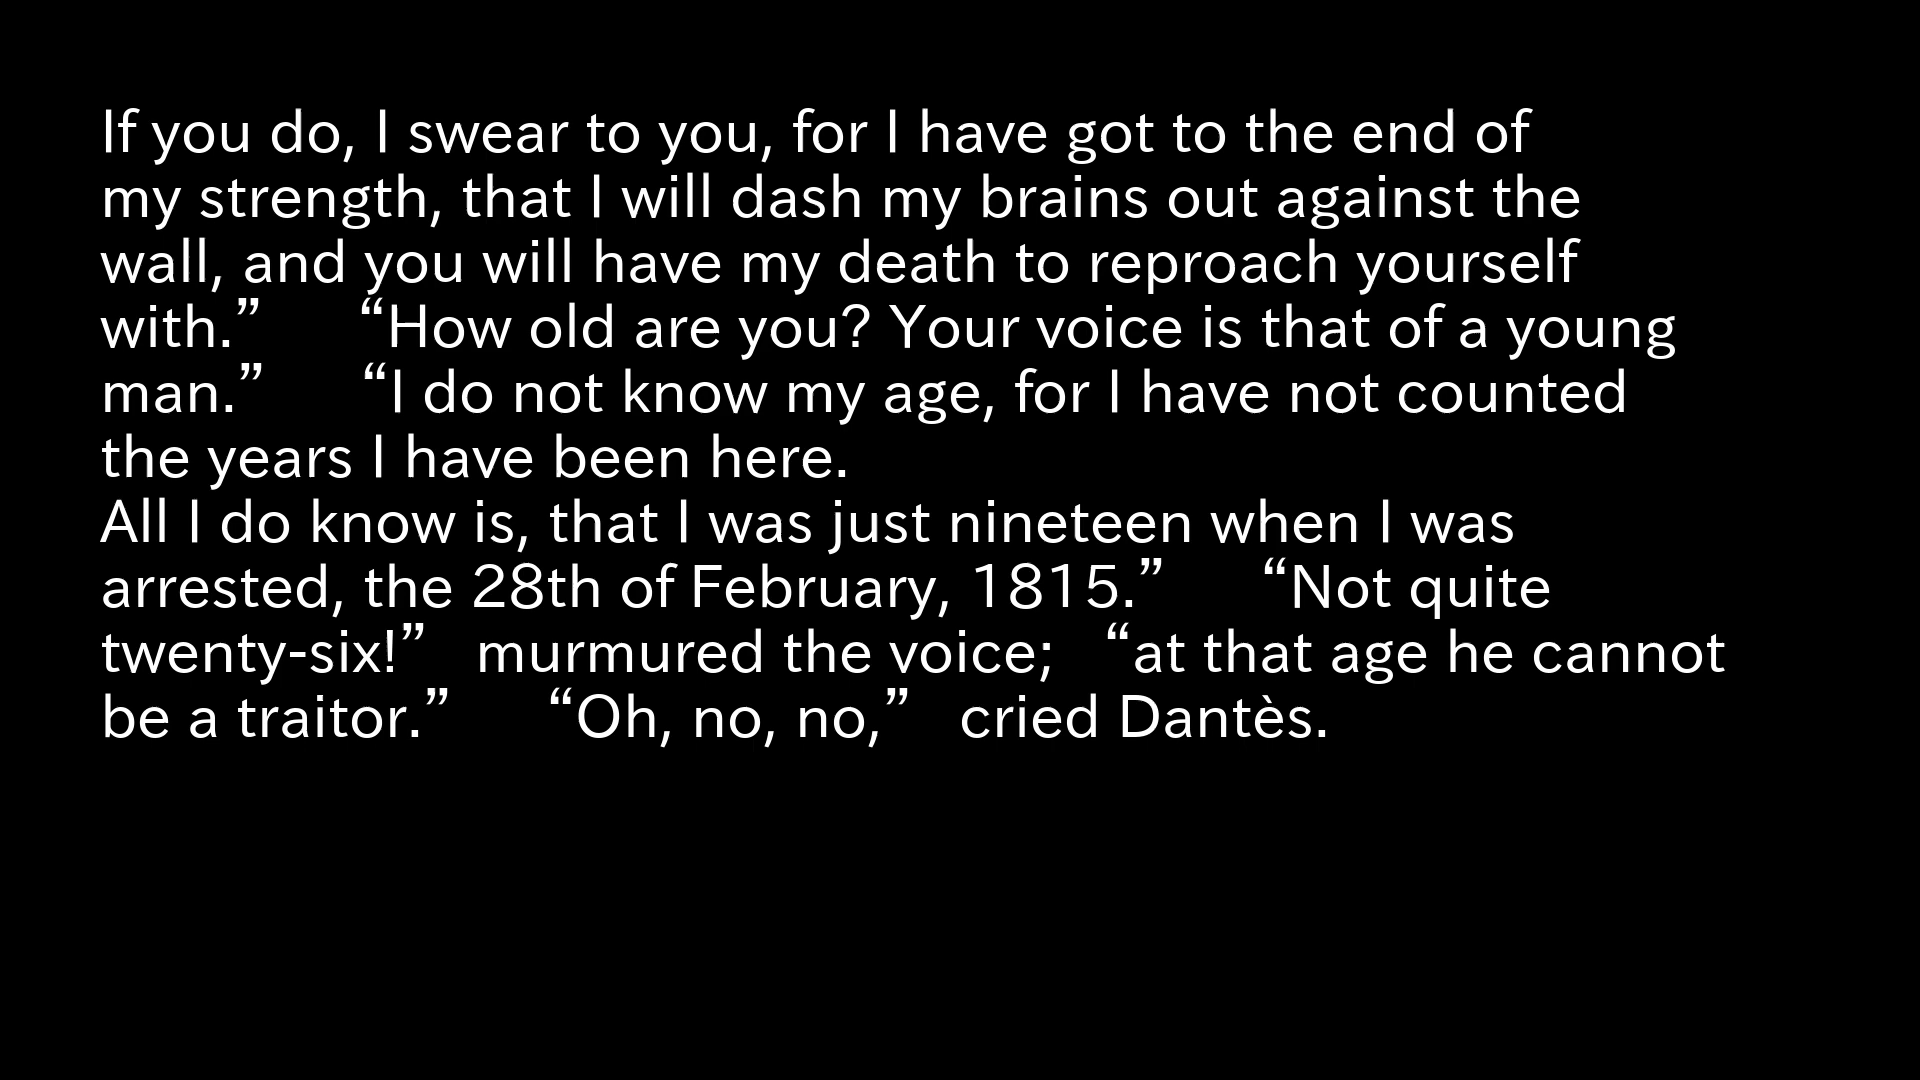 If you do, I swear to you, for I have got to the end of
my strength, that I will dash my brains out against the
wall, and you will have my death to reproach yourself
with.” “How old are you? Your voice is that of a young
man.” “I do not know my age, for I have not counted
the years I have been here.
All I do know is, that I was just nineteen when I was
arrested, the 28th of February, 1815.” “Not quite
twenty-six!” murmured the voice; “at that age he cannot
be a traitor.” “Oh, no, no,” cried Dantès.